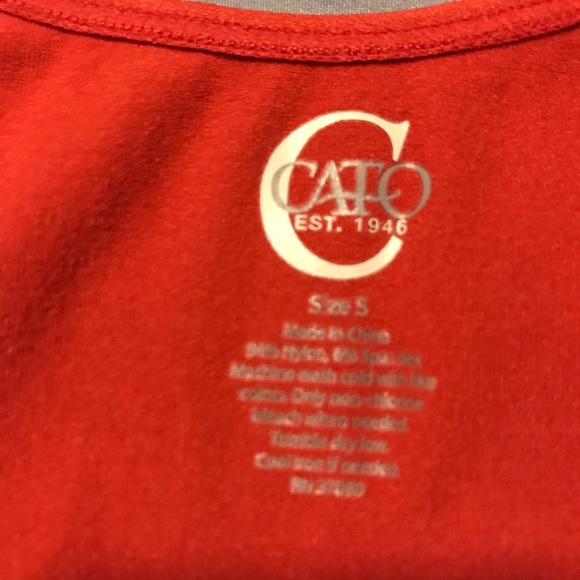 C
CATO
EST. 1946
Size S
Made in China
94% Nylon, 6% Spandex
Machine wash cold with like
colors. Only non-chlorine
bleach when needed.
Tumble dry low.
Cool iron if needed.
RN